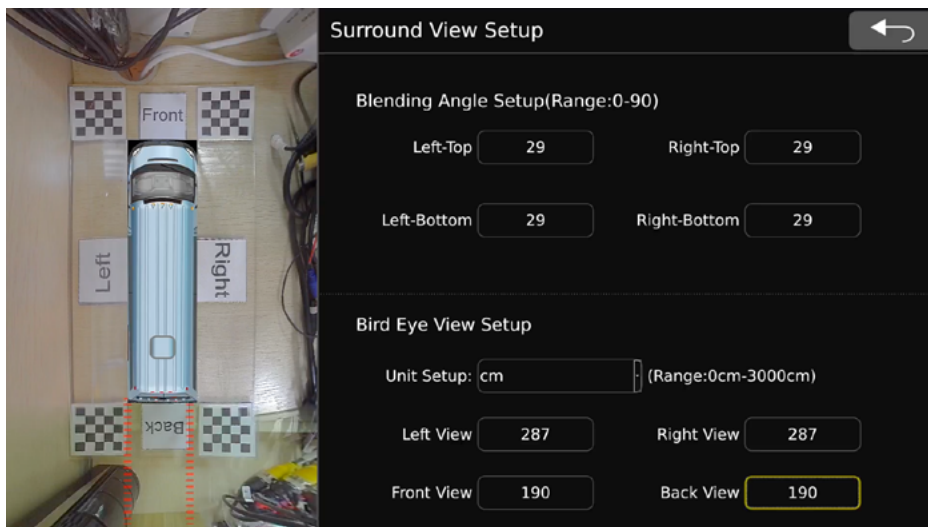 Surround View Setup
Blending Angle Setup(Range:0-90)
Left-Top 29 Right-Top 29
Left-Bottom 29 Right-Bottom 29
Bird Eye View Setup
Unit Setup: cm (Range:0cm-3000cm)
Left View 287 Right View 287
Front View 190 Back View 190
Front
Left
Right
Back